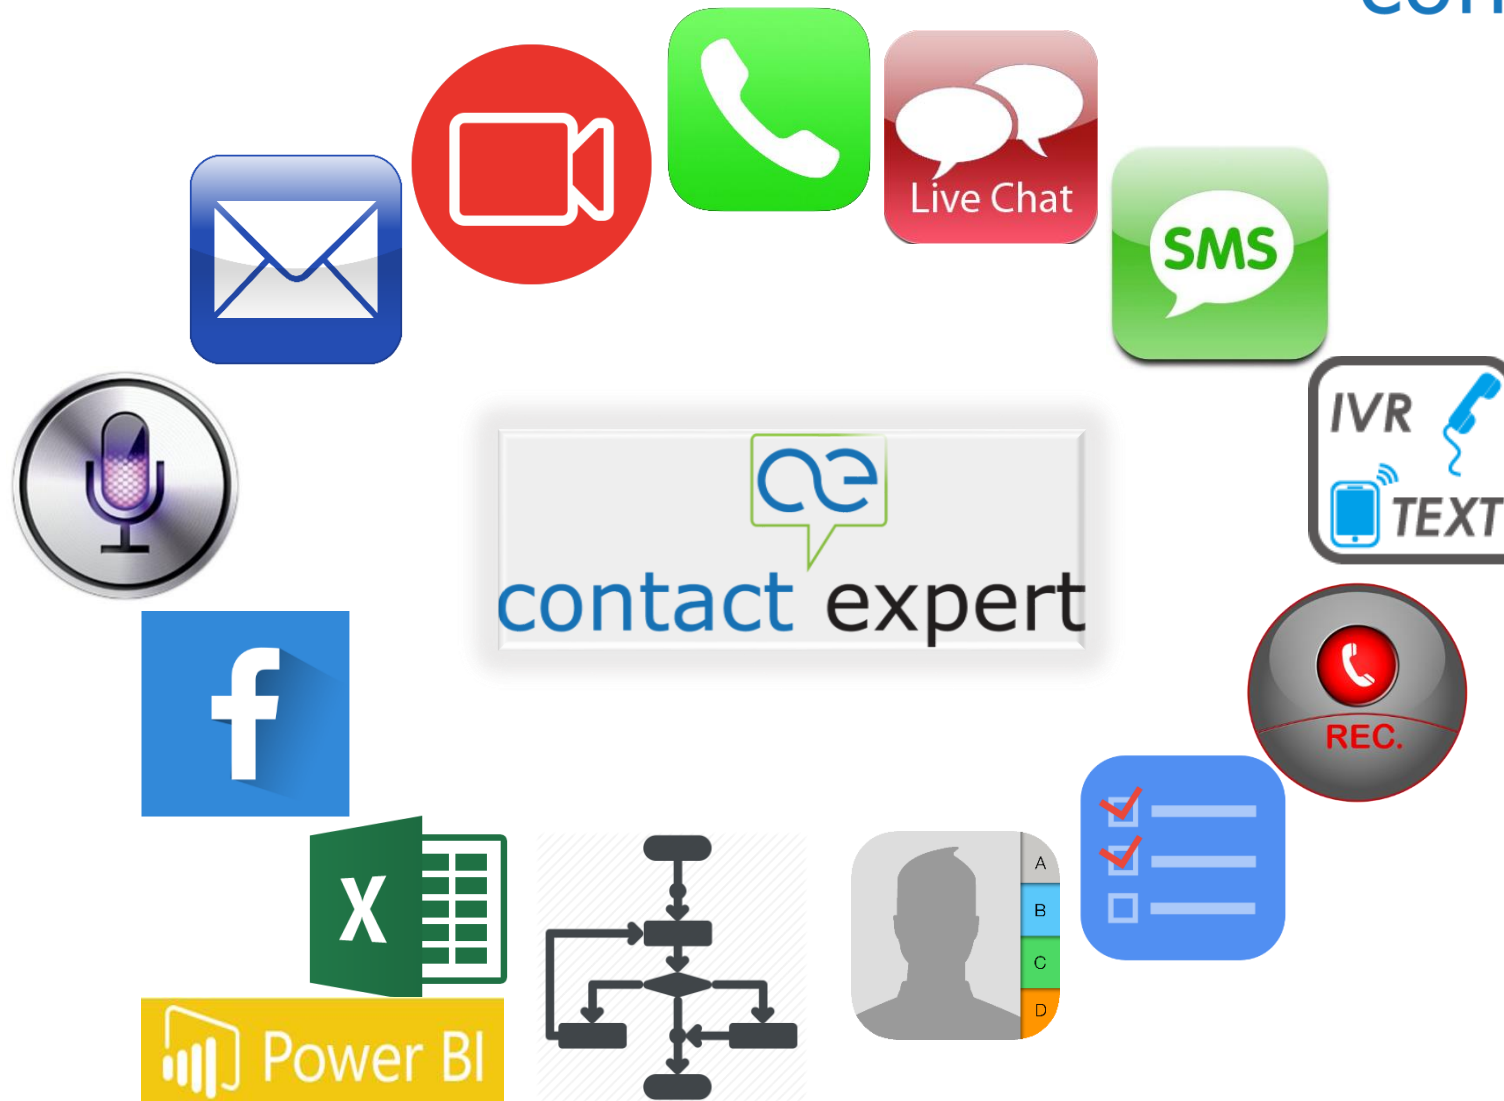 Live Chat
SMS
IVR
TEXT
contact expert
REC.
A
B
C
D
X
Power BI